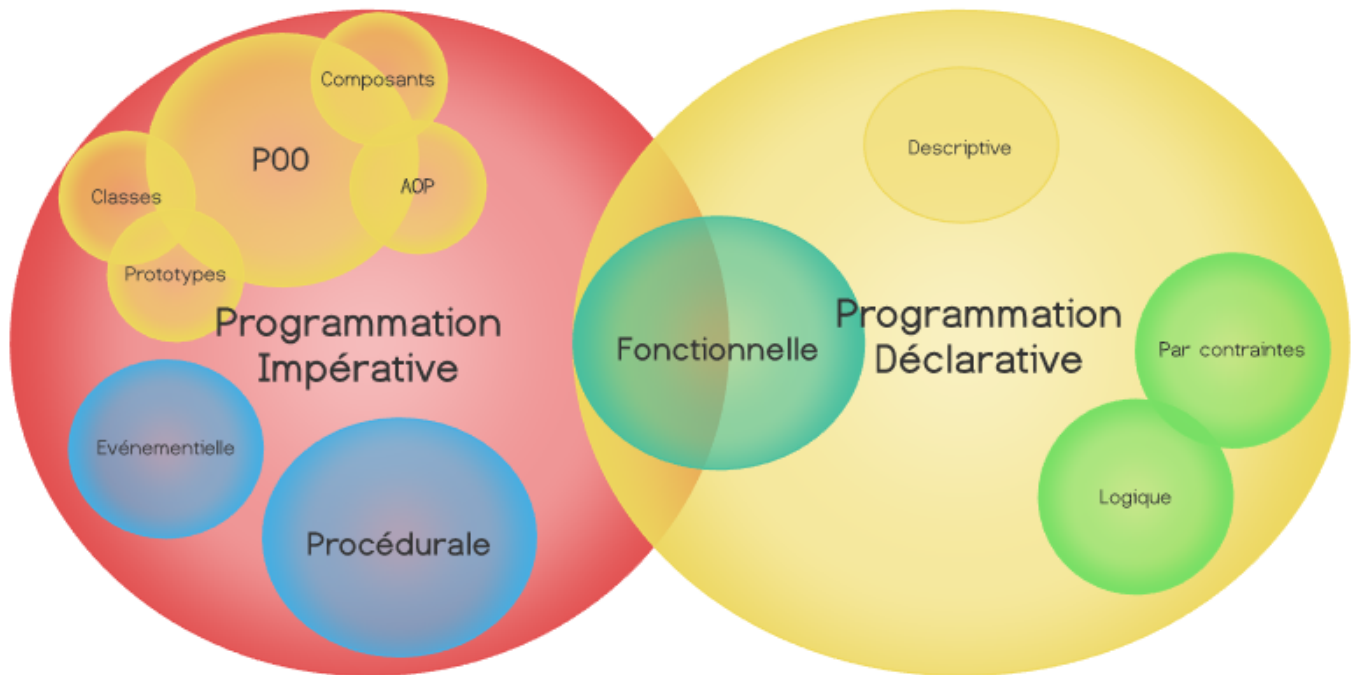 Composants
POO
AOP
Classes
Prototypes
Programmation
Impérative
Evénementielle
Procédurale
Fonctionnelle
Descriptive
Programmation
Déclarative
Par contraintes
Logique